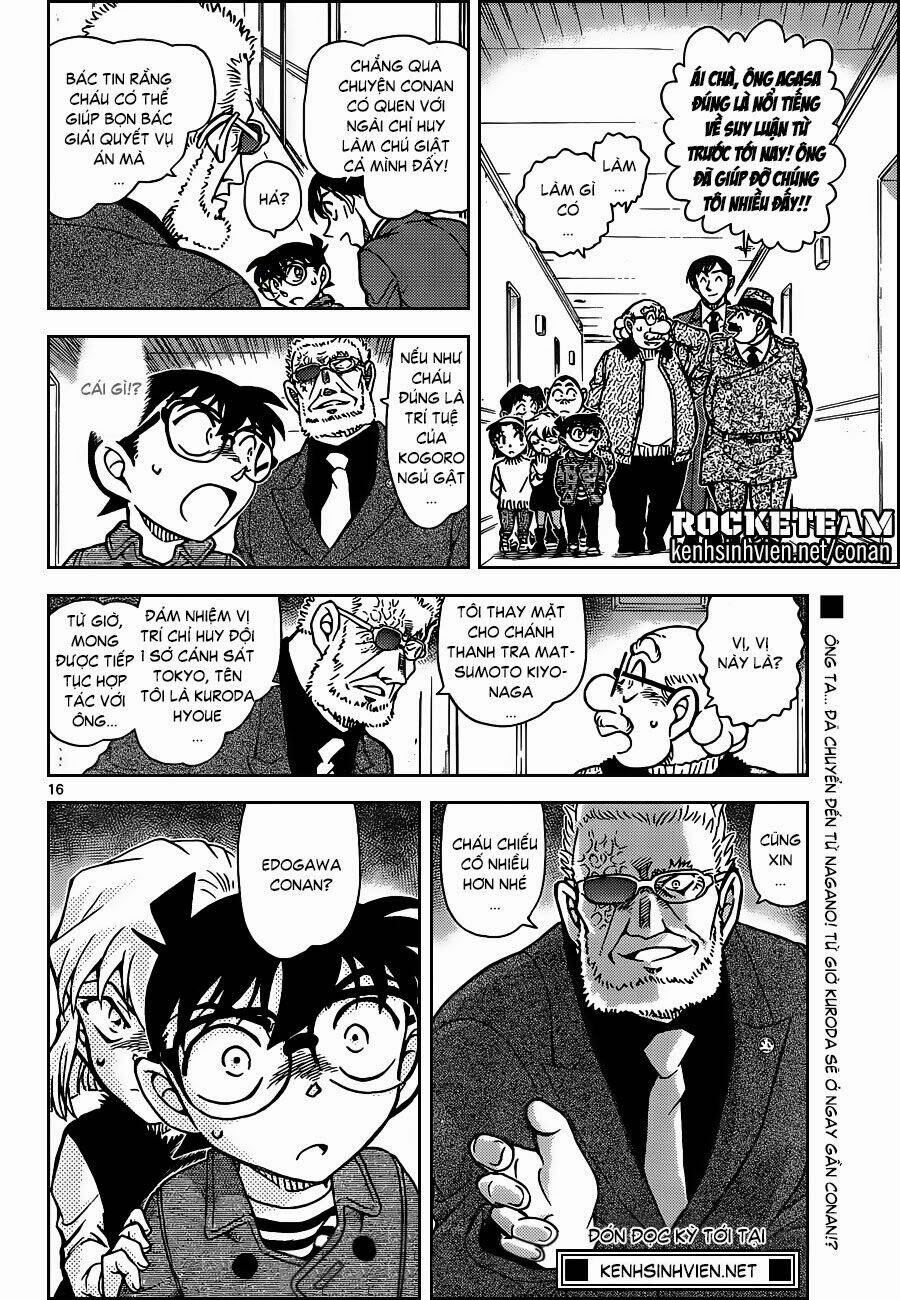 ÁI CHÀ, ÔNG AGASA
ĐÚNG LÀ NỔI TIẾNG
VỀ SUY LUẬN TỪ
TRƯỚC TỚI NAY! ÔNG
ĐÃ GIÚP ĐỠ CHÚNG
TÔI NHIỀU ĐẤY!!
LÀM
...
LÀM GÌ
CÓ
...
ROCKETEAM
kenhsinhvien.net/conan
CHẲNG QUA
CHUYỆN CONAN
CÓ QUEN VỚI
NGÀI CHỈ HUY
LÀM CHÚ GIẬT
CẢ MÌNH ĐẤY!
HẢ?
BÁC TIN RẰNG
CHÁU CÓ THỂ
GIÚP BỌN BÁC
GIẢI QUYẾT VỤ
ÁN MÀ
...
NẾU NHƯ
CHÁU
ĐÚNG LÀ
TRÍ TUỆ
CỦA
KOGORO
NGỦ GẬT
...
CÁI GÌ!?
VỊ, VỊ
NÀY LÀ?
TÔI THAY MẶT
CHO CHÁNH
THANH TRA MAT-
SUMOTO KIYO-
NAGA
...
ĐẢM NHIỆM VỊ
TRÍ CHỈ HUY ĐỘI
1 SỞ CẢNH SÁT
TOKYO, TÊN
TÔI LÀ KURODA
HYOUE
...
TỪ GIỜ,
MONG
ĐƯỢC TIẾP
TỤC HỢP
TÁC VỚI
ÔNG...
16
CŨNG
XIN
...
CHÁU CHIẾU
CỐ NHIỀU
HƠN NHÉ
...
EDOGAWA
CONAN?
ÔNG TA... ĐÃ CHUYỂN ĐẾN TỪ NAGANO! TỪ GIỜ KURODA SẼ Ở NGAY GẦN CONAN!?
ĐÓN ĐỌC KỲ TỚI TẠI
KENHSINHVIEN.NET